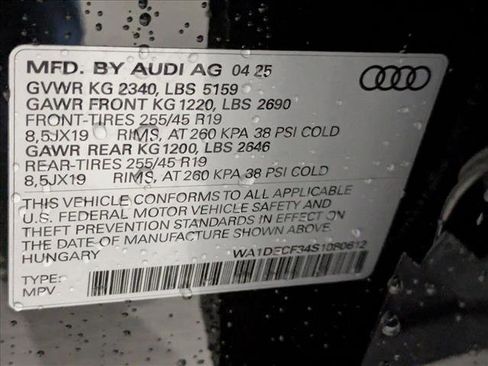 MFD. BY AUDI AG 04 25
GVWR KG 2340, LBS 5159
GAWR FRONT KG 1220, LBS 2690
FRONT-TIRES 255/45 R19
8,5JX19 RIMS, AT 260 KPA 38 PSI COLD
GAWR REAR KG 1200, LBS 2646
REAR-TIRES 255/45 R19
8,5JX19 RIMS, AT 260 KPA 38 PSI COLD
THIS VEHICLE CONFORMS TO ALL APPLICABLE
U.S. FEDERAL MOTOR VEHICLE SAFETY AND
THEFT PREVENTION STANDARDS IN EFFECT ON
THE DATE OF MANUFACTURE SHOWN ABOVE.
HUNGARY WA1DECF34S1080612
TYPE:
MPV